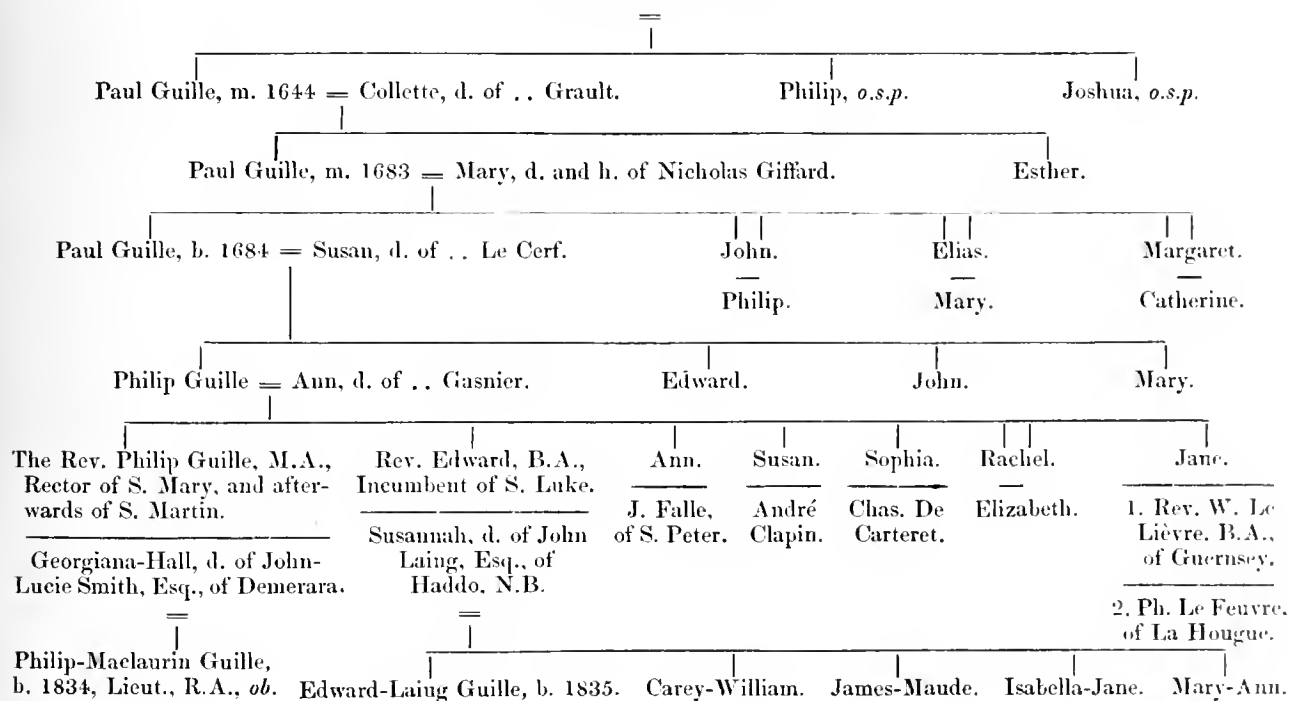 =
Paul Guille, m. 1644 = Collette, d. of .. Grault. Philip, o.s.p. Joshua, o.s.p.
Paul Guille, m. 1683 = Mary, d. and h. of Nicholas Giffard. Esther.
Paul Guille, b. 1684 = Susan, d. of .. Le Cerf. John. Elias. Margaret.
Philip. Mary. Catherine.
Philip Guille = Ann, d. of .. Gasnier. Edward. John. Mary.
The Rev. Philip Guille, M.A.,
Rector of S. Mary, and after-
wards of S. Martin.
Georgiana-Hall, d. of John-
Lucie Smith, Esq., of Demerara.
=
Philip-Maclaurin Guille,
b. 1834, Lieut., R.A., ob.
Rev. Edward, B.A.,
Incumbent of S. Luke.
Susannah, d. of John
Laing, Esq., of
Haddo, N.B.
=
Ann.
J. Falle,
of S. Peter.
Susan.
André
Clapin.
Sophia.
Chas. De
Carteret.
Rachel.
Elizabeth.
Jane.
1. Rev. W. Le
Lièvre, B.A.,
of Guernsey.
2. Ph. Le Feuvre,
of La Hougue.
Edward-Laing Guille, b. 1835. Carey-William. James-Maude. Isabella-Jane. Mary-Ann.